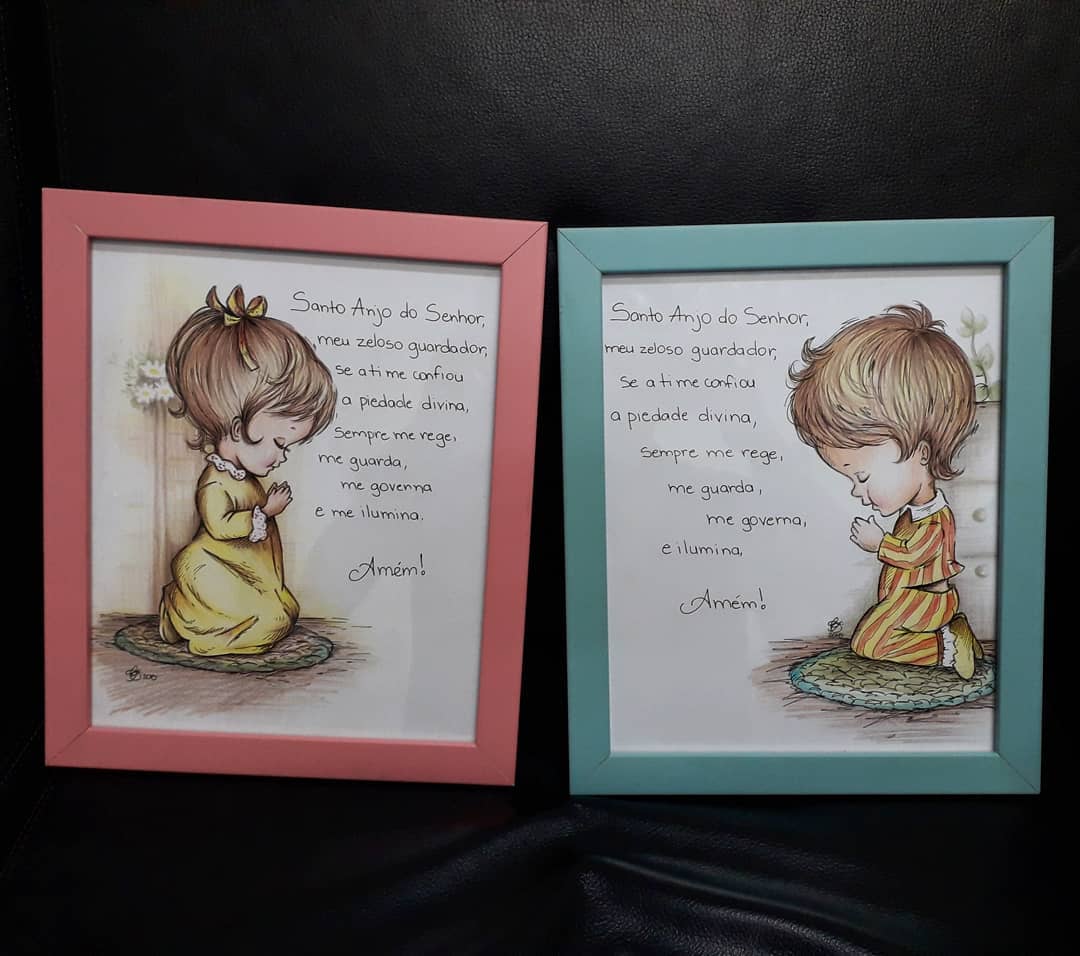 Santo Anjo do Senhor,
meu zeloso guardador,
se a ti me confiou
a piedade divina,
Sempre me rege,
me guarda,
me governa
e me ilumina.
Amém!
Santo Anjo do Senhor,
meu zeloso guardador,
se a ti me confiou
a piedade divina,
Sempre me rege,
me guarda,
me governa,
e ilumina,
Amém!